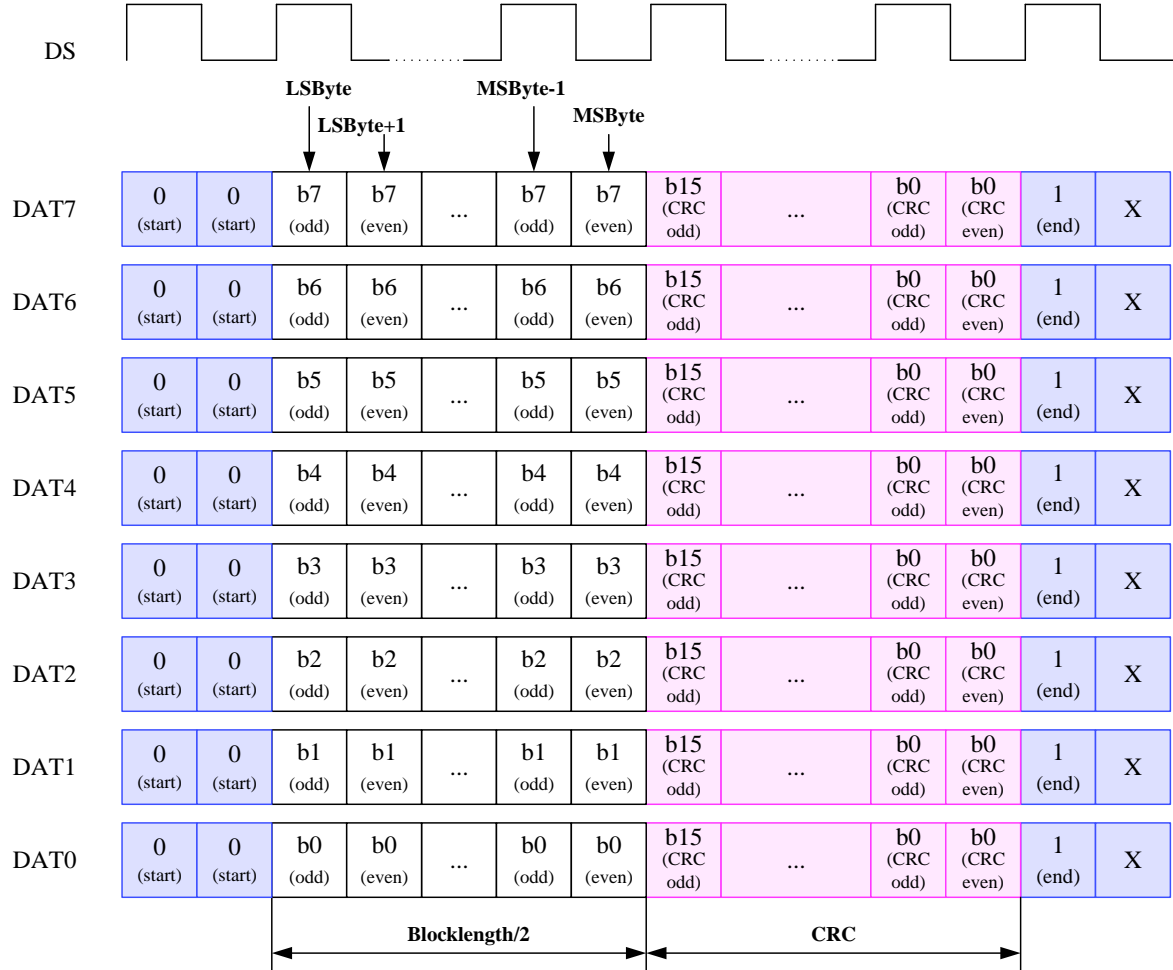 DS
LSByte MSByte-1
LSByte+1 MSByte
DAT7 0 0 b7 b7 ... b7 b7 b15 ... b0 b0 1 X
(start) (start) (odd) (even) (odd) (even) (CRC odd) (CRC odd) (CRC even) (end)
DAT6 0 0 b6 b6 ... b6 b6 b15 ... b0 b0 1 X
(start) (start) (odd) (even) (odd) (even) (CRC odd) (CRC odd) (CRC even) (end)
DAT5 0 0 b5 b5 ... b5 b5 b15 ... b0 b0 1 X
(start) (start) (odd) (even) (odd) (even) (CRC odd) (CRC odd) (CRC even) (end)
DAT4 0 0 b4 b4 ... b4 b4 b15 ... b0 b0 1 X
(start) (start) (odd) (even) (odd) (even) (CRC odd) (CRC odd) (CRC even) (end)
DAT3 0 0 b3 b3 ... b3 b3 b15 ... b0 b0 1 X
(start) (start) (odd) (even) (odd) (even) (CRC odd) (CRC odd) (CRC even) (end)
DAT2 0 0 b2 b2 ... b2 b2 b15 ... b0 b0 1 X
(start) (start) (odd) (even) (odd) (even) (CRC odd) (CRC odd) (CRC even) (end)
DAT1 0 0 b1 b1 ... b1 b1 b15 ... b0 b0 1 X
(start) (start) (odd) (even) (odd) (even) (CRC odd) (CRC odd) (CRC even) (end)
DAT0 0 0 b0 b0 ... b0 b0 b15 ... b0 b0 1 X
(start) (start) (odd) (even) (odd) (even) (CRC odd) (CRC odd) (CRC even) (end)
Blocklength/2 CRC